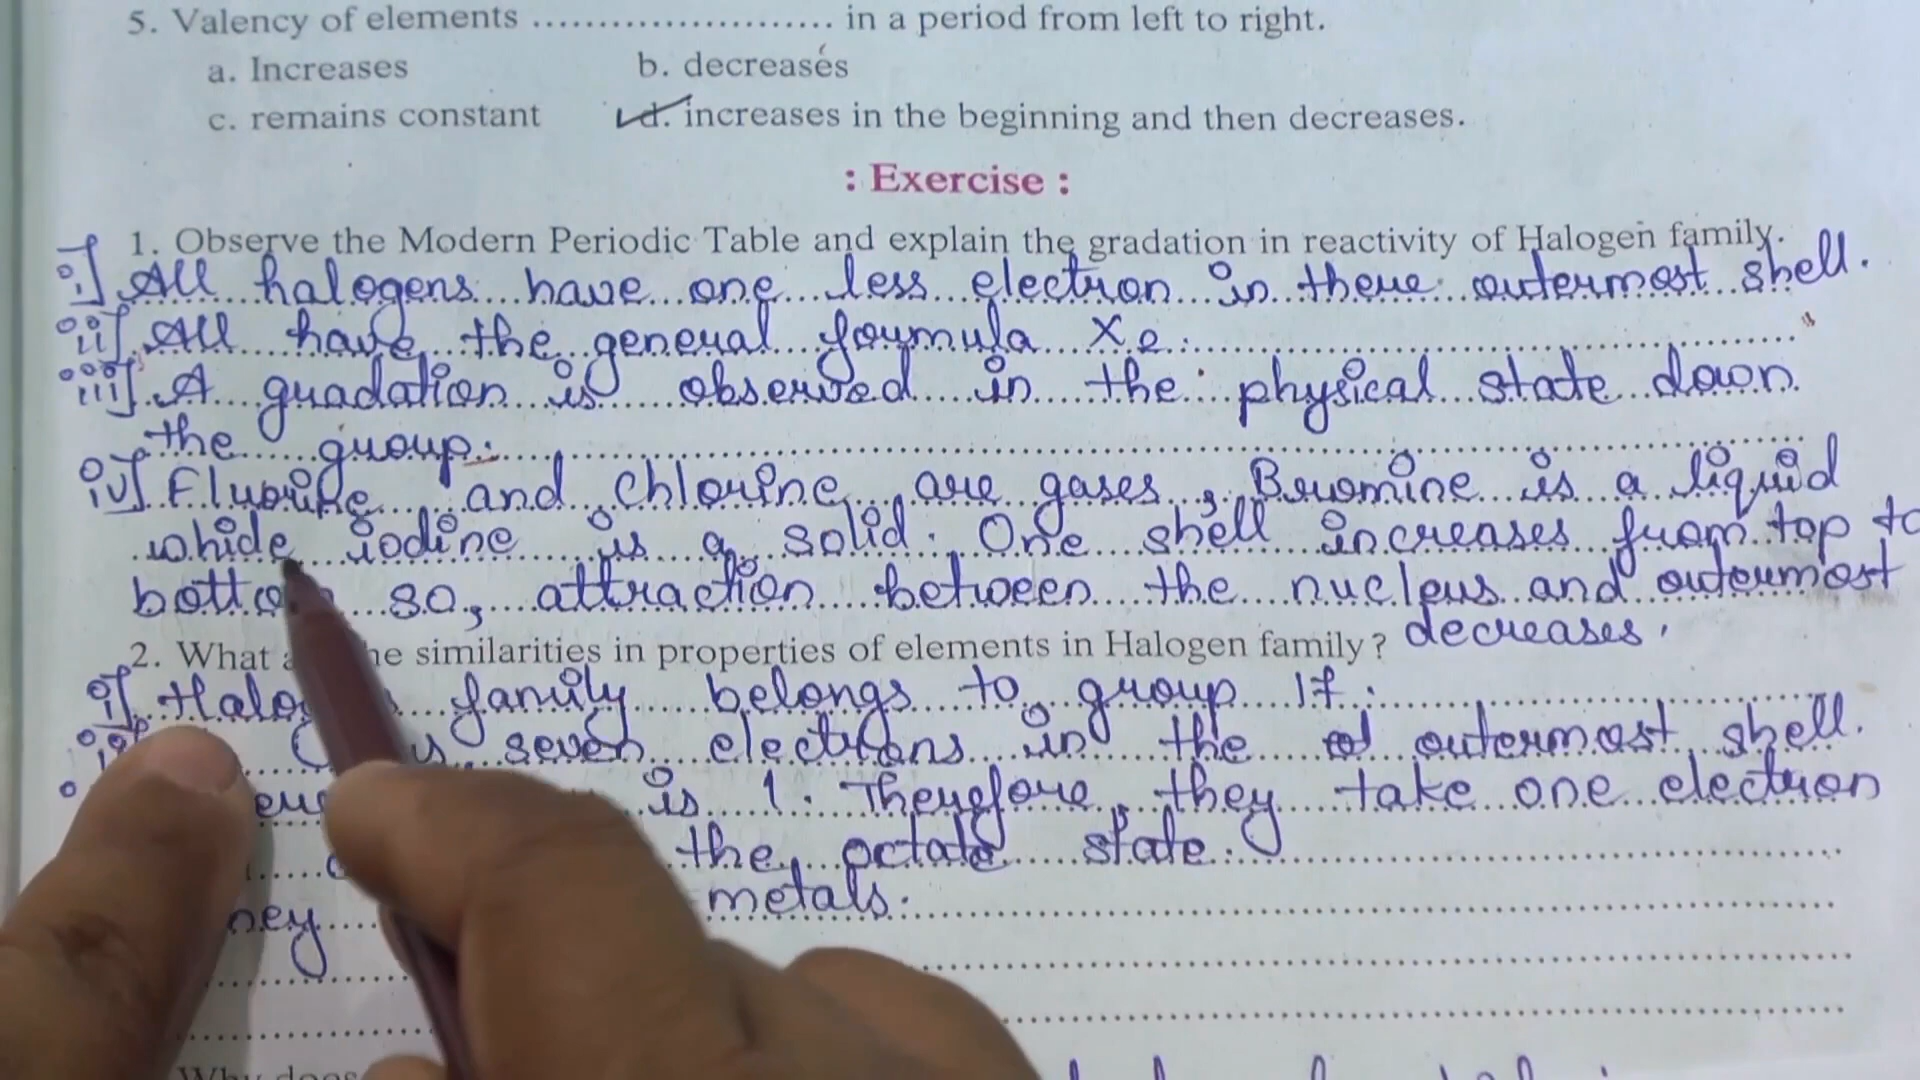 5. Valency of elements ........................ in a period from left to right.
a. Increases b. decreases
c. remains constant d. increases in the beginning and then decreases.
: Exercise :
1. Observe the Modern Periodic Table and explain the gradation in reactivity of Halogen family.
i] All halogens have one less electron in there outermost shell.
ii] All have the general formula X2.
iii] A gradation is observed in the physical state down
the group.
iv] Fluorine and chlorine are gases, Bromine is a liquid
whide iodine is a solid. One shell increases from top to
so, attraction between the nucleus and outermost
decreases.
2. What the similarities in properties of elements in Halogen family?
i] family belongs to group 17.
seven electrons in the outermost shell.
is 1. Therefore, they take one electron
the octate state.
metals.
Why does